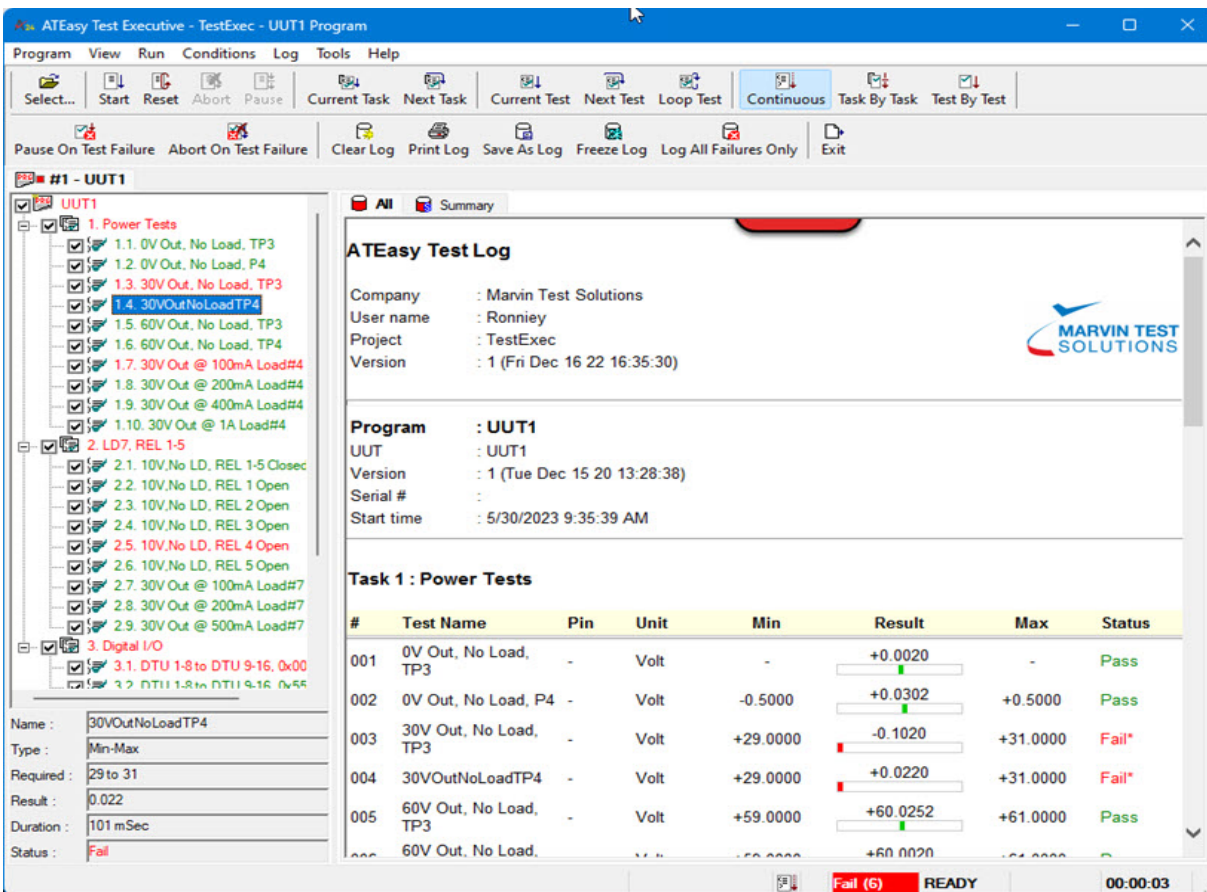 ATEasy Test Executive - TestExec - UUT1 Program
Program View Run Conditions Log Tools Help
Select... Start Reset Abort Pause Current Task Next Task Current Test Next Test Loop Test Continuous Task By Task Test By Test
Pause On Test Failure Abort On Test Failure Clear Log Print Log Save As Log Freeze Log Log All Failures Only Exit
#1 - UUT1
UUT1
1. Power Tests
1.1. 0V Out, No Load, TP3
1.2. 0V Out, No Load, P4
1.3. 30V Out, No Load, TP3
1.4. 30VOutNoLoadTP4
1.5. 60V Out, No Load, TP3
1.6. 60V Out, No Load, TP4
1.7. 30V Out @ 100mA Load#4
1.8. 30V Out @ 200mA Load#4
1.9. 30V Out @ 400mA Load#4
1.10. 30V Out @ 1A Load#4
2. LD7, REL 1-5
2.1. 10V,No LD, REL 1-5 Closed
2.2. 10V,No LD, REL 1 Open
2.3. 10V,No LD, REL 2 Open
2.4. 10V,No LD, REL 3 Open
2.5. 10V,No LD, REL 4 Open
2.6. 10V,No LD, REL 5 Open
2.7. 30V Out @ 100mA Load#7
2.8. 30V Out @ 200mA Load#7
2.9. 30V Out @ 500mA Load#7
3. Digital I/O
3.1. DTU 1-8 to DTU 9-16, 0x00
3.2. DTU 1-8 to DTU 9-16, 0x55
Name : 30VOutNoLoadTP4
Type : Min-Max
Required : 29 to 31
Result : 0.022
Duration : 101 mSec
Status : Fail
All Summary
ATEasy Test Log
Company : Marvin Test Solutions
User name : Ronniey
Project : TestExec
Version : 1 (Fri Dec 16 22 16:35:30)
MARVIN TEST
SOLUTIONS
Program : UUT1
UUT : UUT1
Version : 1 (Tue Dec 15 20 13:28:38)
Serial # :
Start time : 5/30/2023 9:35:39 AM
Task 1 : Power Tests
# Test Name Pin Unit Min Result Max Status
001 0V Out, No Load, TP3 - Volt - +0.0020 - Pass
002 0V Out, No Load, P4 - Volt -0.5000 +0.0302 +0.5000 Pass
003 30V Out, No Load, TP3 - Volt +29.0000 -0.1020 +31.0000 Fail*
004 30VOutNoLoadTP4 - Volt +29.0000 +0.0220 +31.0000 Fail*
005 60V Out, No Load, TP3 - Volt +59.0000 +60.0252 +61.0000 Pass
60V Out, No Load, +60.0020
Fail (6) READY 00:00:03